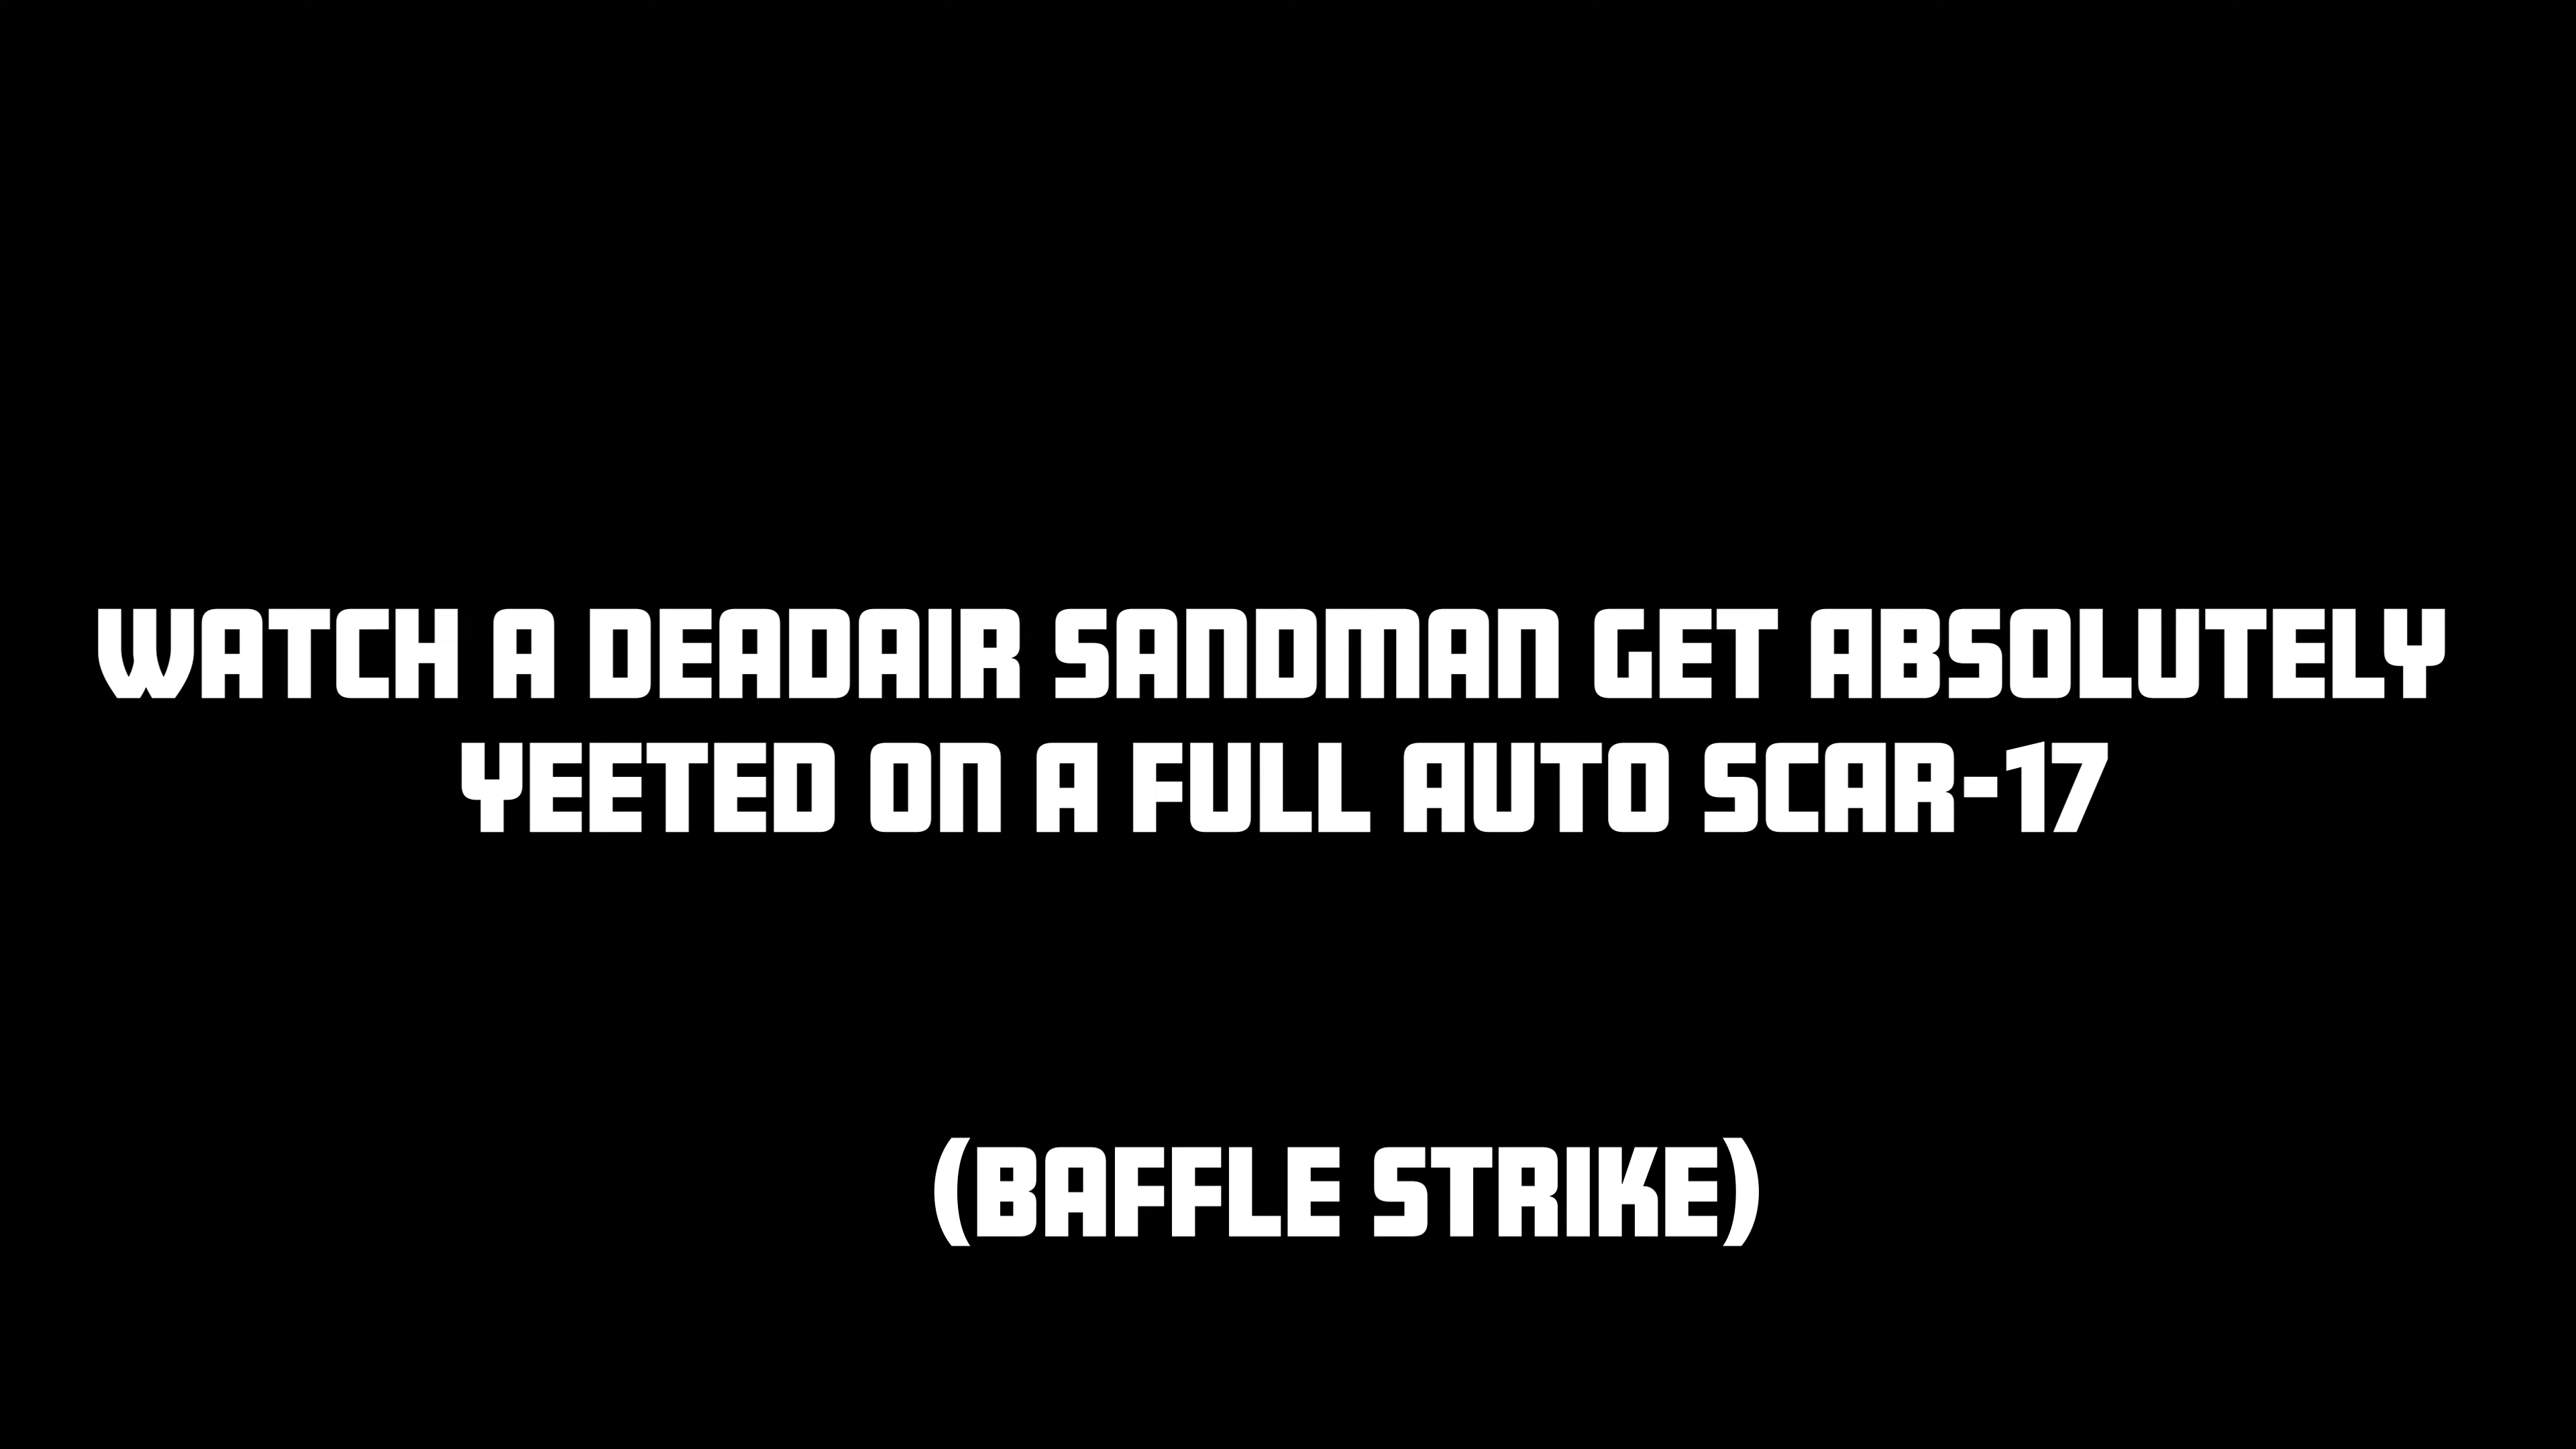 WATCH A DEADAIR SANDMAN GET ABSOLUTELY
YEETED ON A FULL AUTO SCAR-17
(BAFFLE STRIKE)